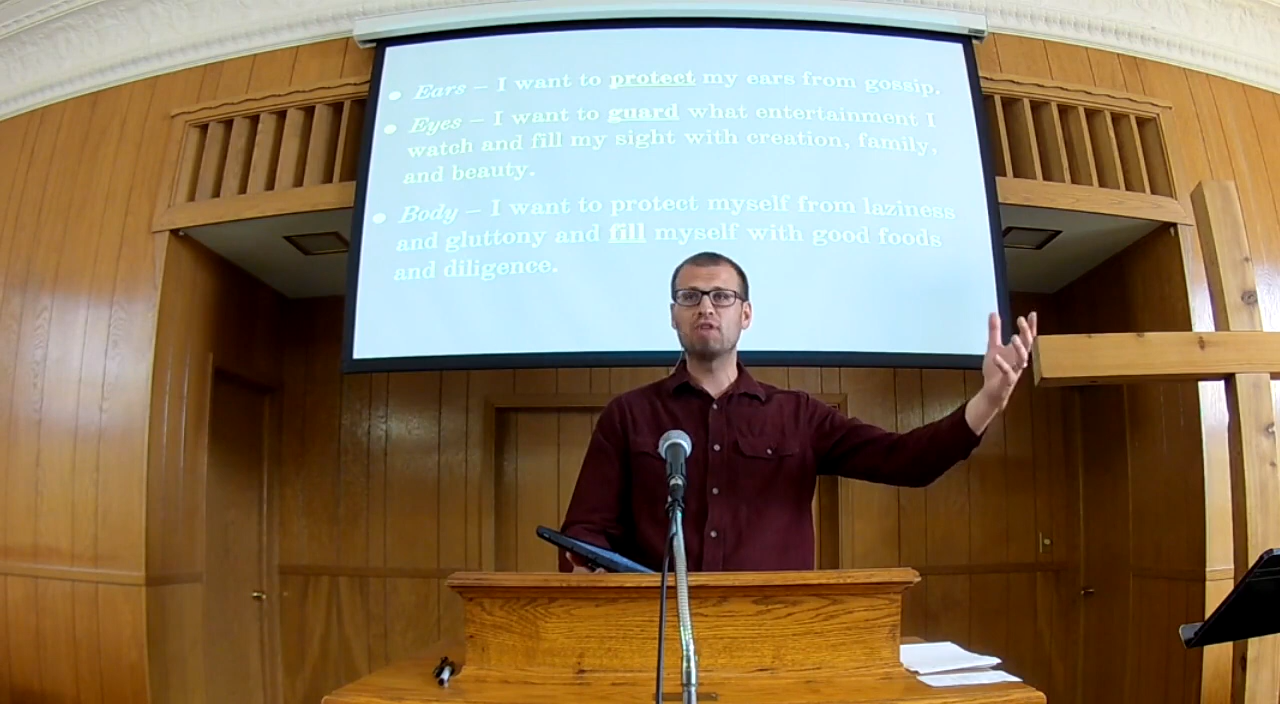 • Ears – I want to protect my ears from gossip.
• Eyes – I want to guard what entertainment I
watch and fill my sight with creation, family,
and beauty.
• Body – I want to protect myself from laziness
and gluttony and fill myself with good foods
and diligence.